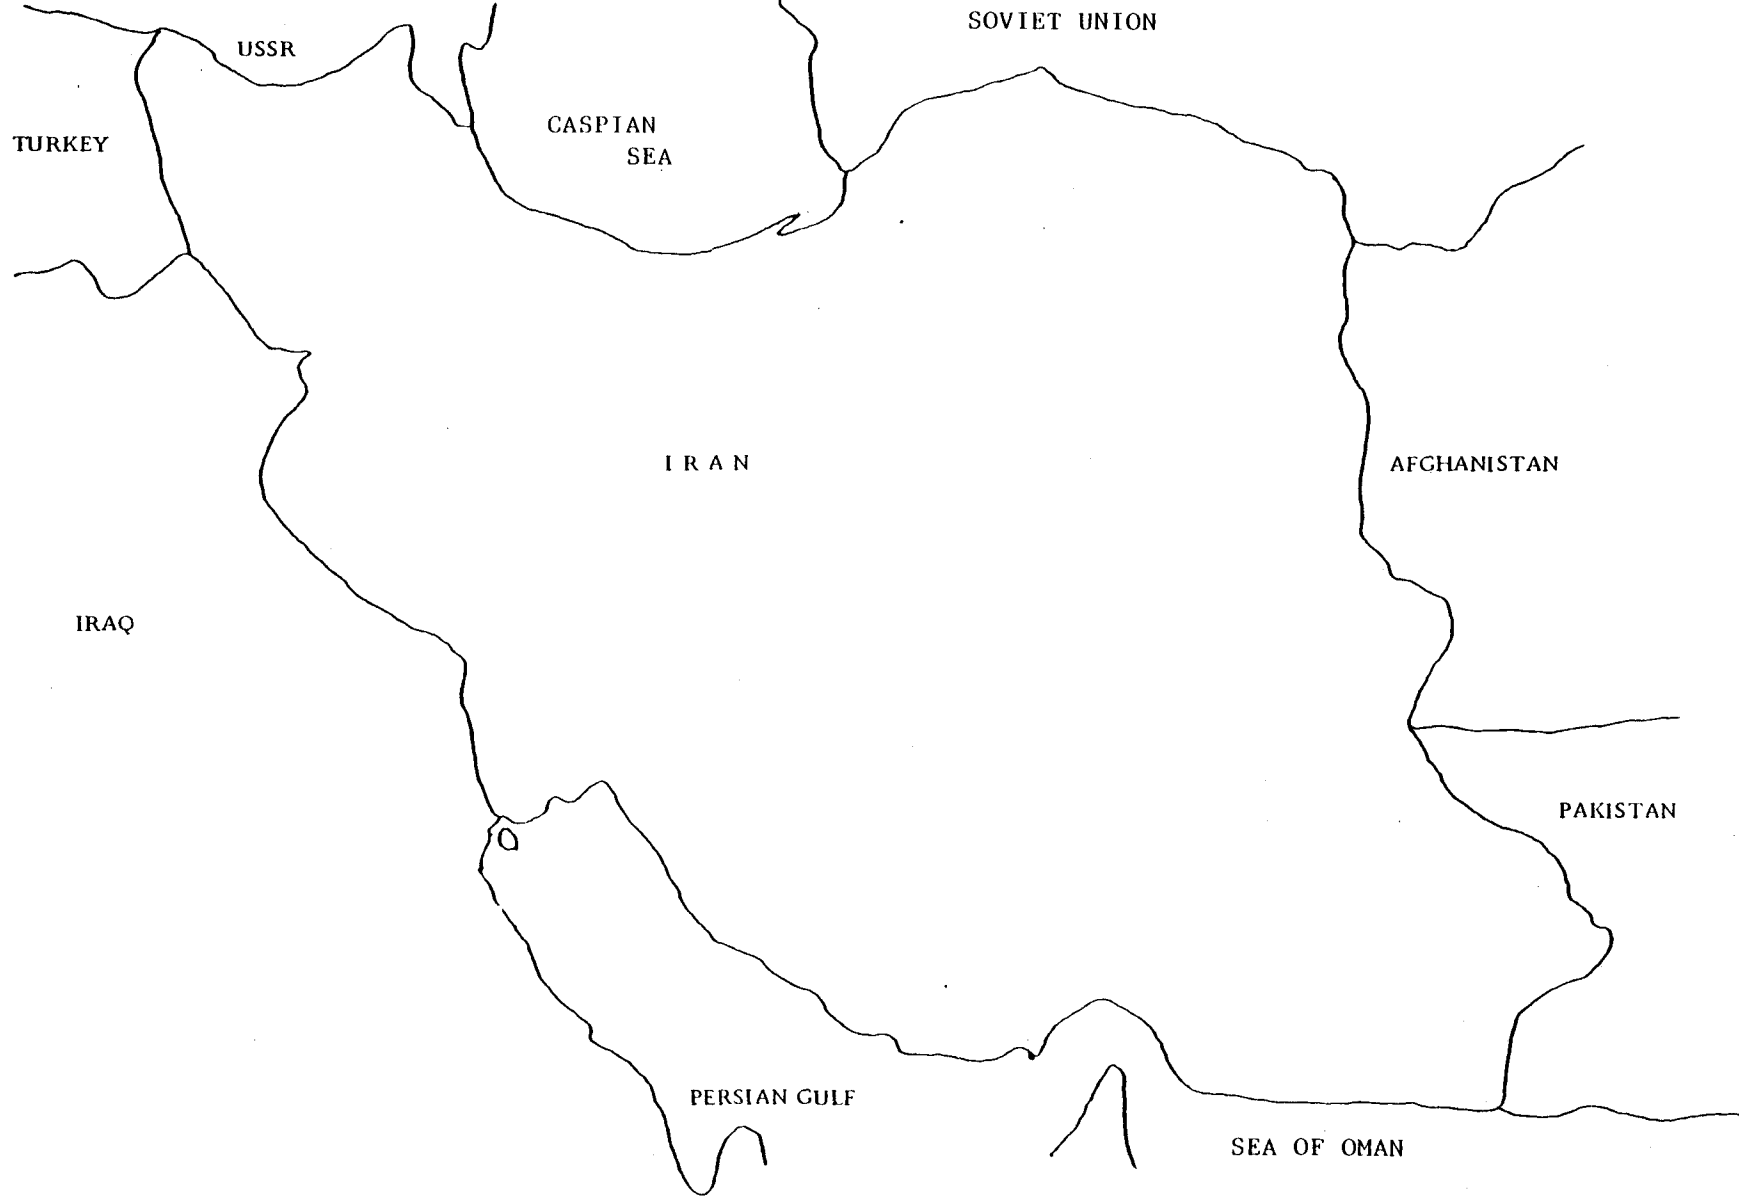 SOVIET UNION
USSR
CASPIAN
SEA
TURKEY
IRAN
AFGHANISTAN
IRAQ
PAKISTAN
PERSIAN GULF
SEA OF OMAN